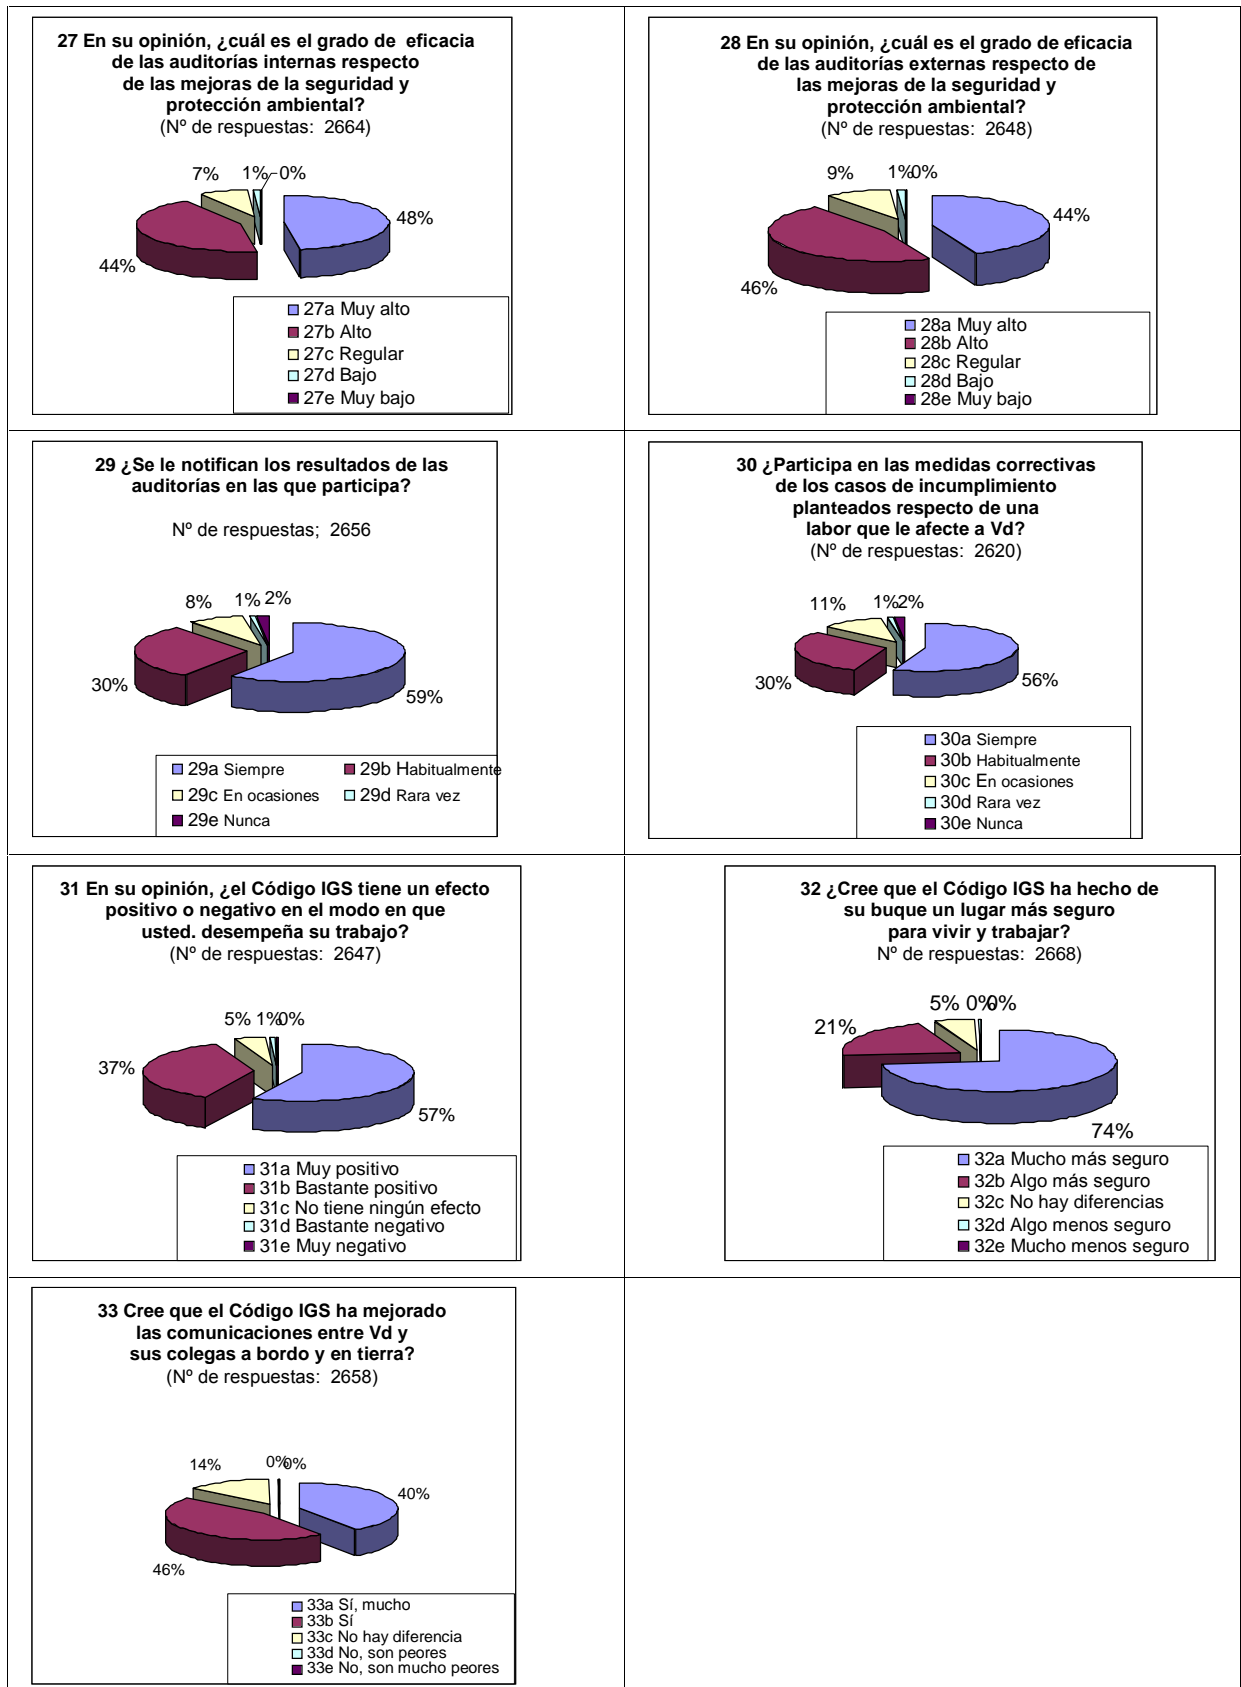 27 En su opinión, ¿cuál es el grado de eficacia
de las auditorías internas respecto
de las mejoras de la seguridad y
protección ambiental?
(Nº de respuestas: 2664)
7%
1%
0%
48%
44%
27a Muy alto
27b Alto
27c Regular
27d Bajo
27e Muy bajo
28 En su opinión, ¿cuál es el grado de eficacia
de las auditorías externas respecto de
las mejoras de la seguridad y
protección ambiental?
(Nº de respuestas: 2648)
9%
1%
0%
44%
46%
28a Muy alto
28b Alto
28c Regular
28d Bajo
28e Muy bajo
29 ¿Se le notifican los resultados de las
auditorías en las que participa?
Nº de respuestas; 2656
8%
1%
2%
30%
59%
29a Siempre
29b Habitualmente
29c En ocasiones
29d Rara vez
29e Nunca
30 ¿Participa en las medidas correctivas
de los casos de incumplimiento
planteados respecto de una
labor que le afecte a Vd?
(Nº de respuestas: 2620)
11%
1%
2%
30%
56%
30a Siempre
30b Habitualmente
30c En ocasiones
30d Rara vez
30e Nunca
31 En su opinión, ¿el Código IGS tiene un efecto
positivo o negativo en el modo en que
usted. desempeña su trabajo?
(Nº de respuestas: 2647)
5%
1%
0%
37%
57%
31a Muy positivo
31b Bastante positivo
31c No tiene ningún efecto
31d Bastante negativo
31e Muy negativo
32 ¿Cree que el Código IGS ha hecho de
su buque un lugar más seguro
para vivir y trabajar?
Nº de respuestas: 2668)
5%
0%
0%
21%
74%
32a Mucho más seguro
32b Algo más seguro
32c No hay diferencias
32d Algo menos seguro
32e Mucho menos seguro
33 Cree que el Código IGS ha mejorado
las comunicaciones entre Vd y
sus colegas a bordo y en tierra?
(Nº de respuestas: 2658)
14%
0%
0%
40%
46%
33a Sí, mucho
33b Sí
33c No hay diferencia
33d No, son peores
33e No, son mucho peores